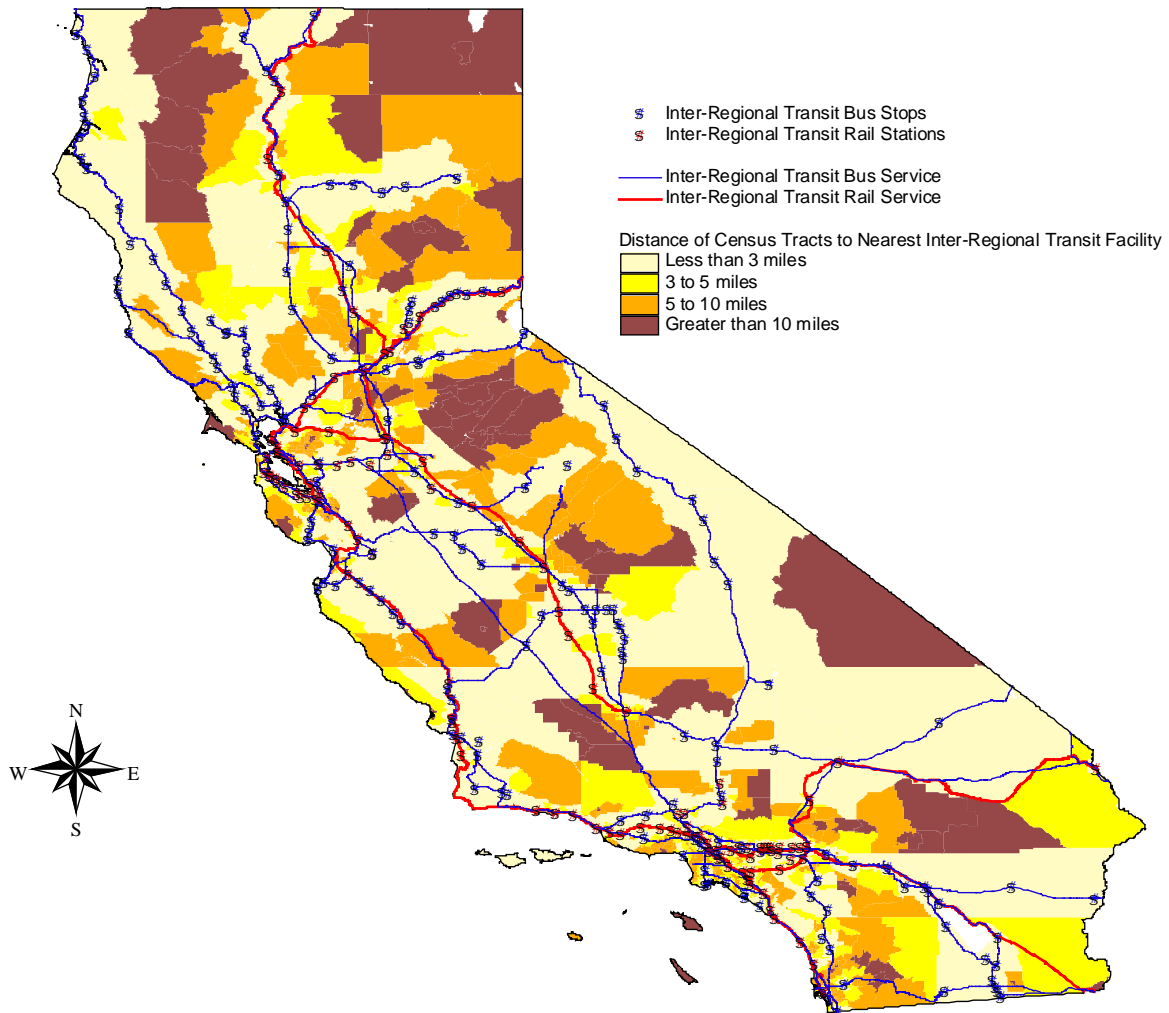 Inter-Regional Transit Bus Stops
Inter-Regional Transit Rail Stations
Inter-Regional Transit Bus Service
Inter-Regional Transit Rail Service
Distance of Census Tracts to Nearest Inter-Regional Transit Facility
Less than 3 miles
3 to 5 miles
5 to 10 miles
Greater than 10 miles
N
W E
S